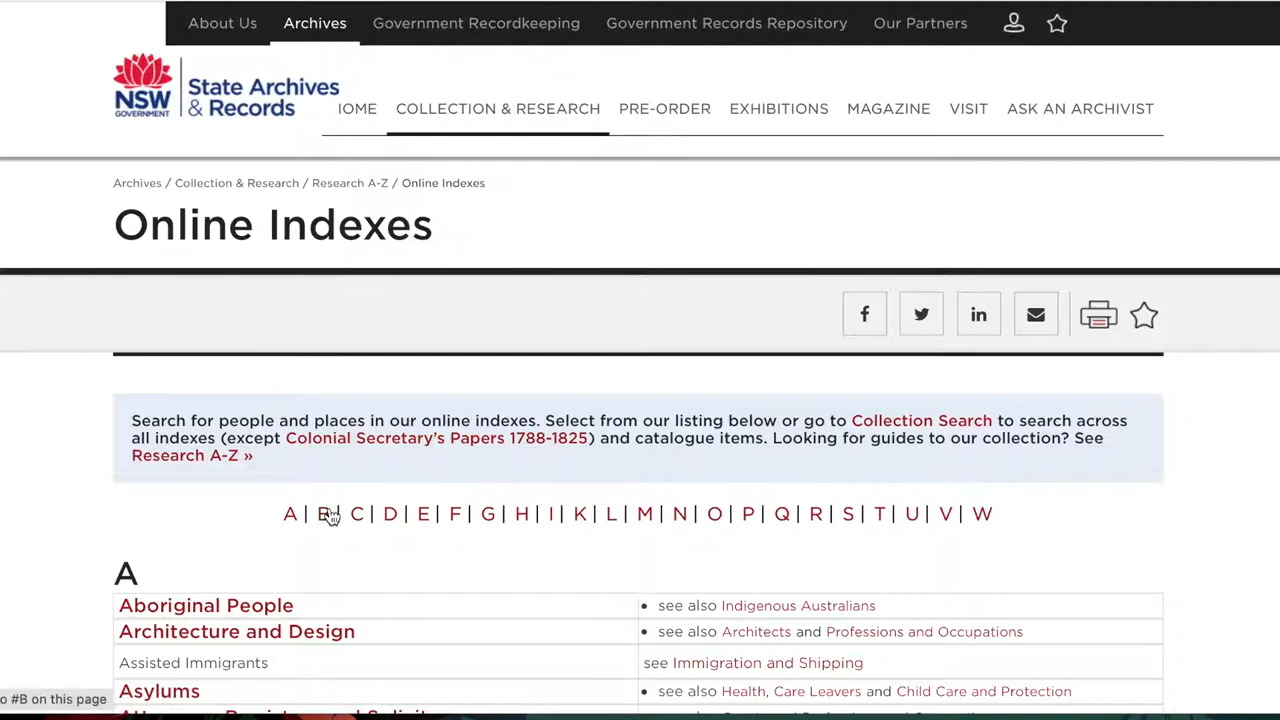 About Us Archives Government Recordkeeping Government Records Repository Our Partners
NSW
GOVERNMENT
State Archives
& Records
IOME COLLECTION & RESEARCH PRE-ORDER EXHIBITIONS MAGAZINE VISIT ASK AN ARCHIVIST
Archives / Collection & Research / Research A-Z / Online Indexes
Online Indexes
Search for people and places in our online indexes. Select from our listing below or go to Collection Search to search across
all indexes (except Colonial Secretary's Papers 1788-1825) and catalogue items. Looking for guides to our collection? See
Research A-Z »
A | B | C | D | E | F | G | H | I | K | L | M | N | O | P | Q | R | S | T | U | V | W
A
Aboriginal People • see also Indigenous Australians
Architecture and Design • see also Architects and Professions and Occupations
Assisted Immigrants see Immigration and Shipping
Asylums • see also Health, Care Leavers and Child Care and Protection
o #B on this page